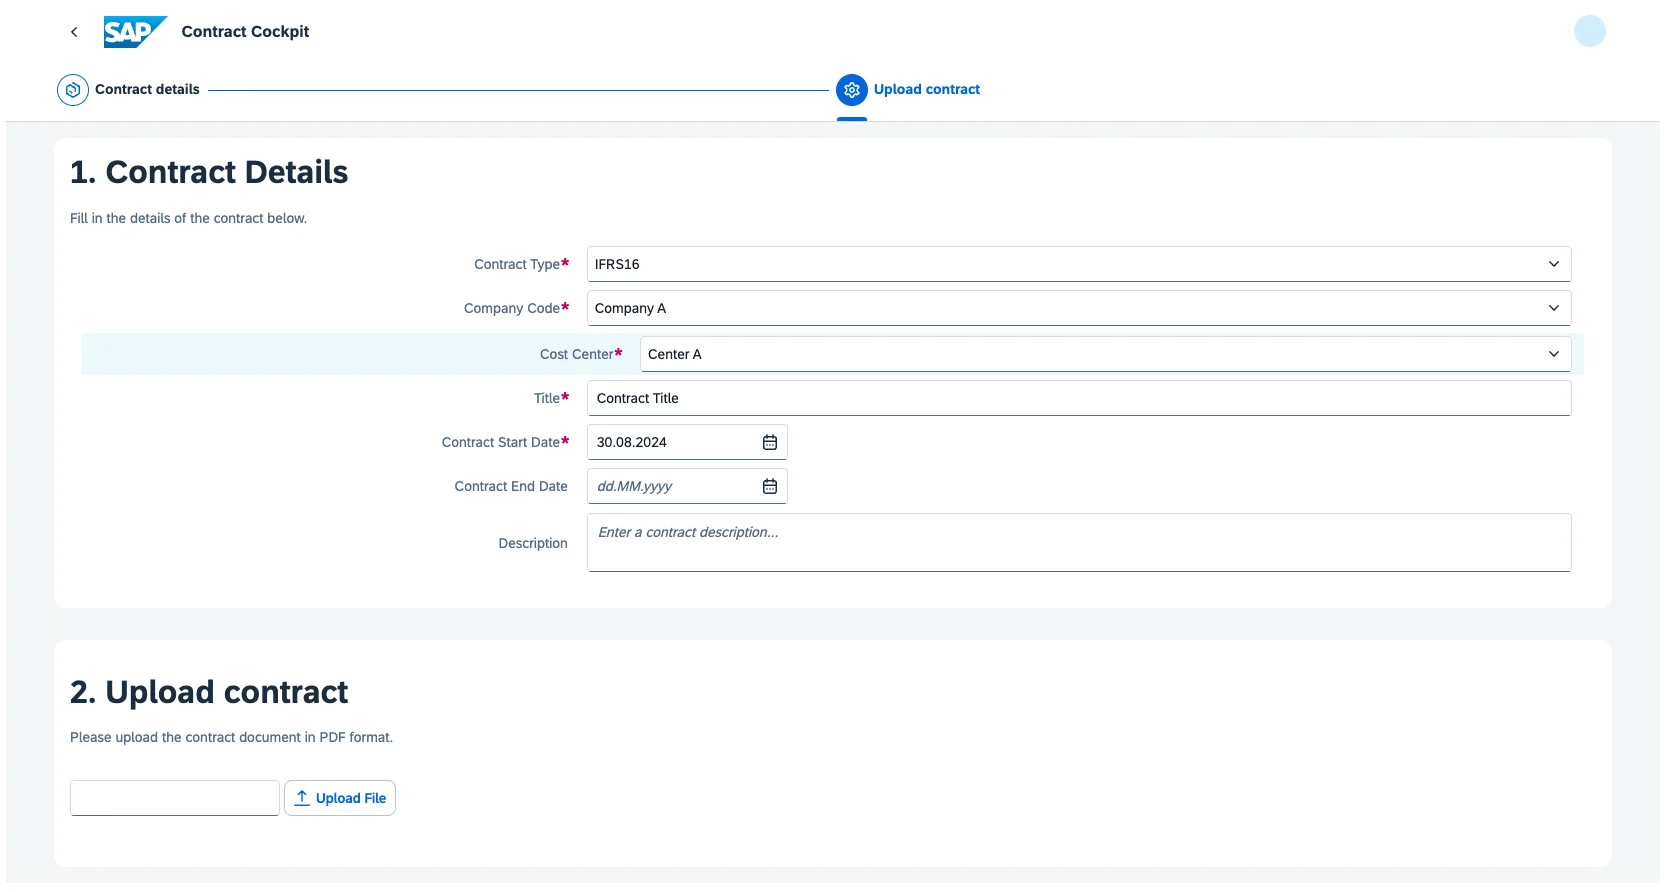 SAP Contract Cockpit
Contract details Upload contract
1. Contract Details
Fill in the details of the contract below.
Contract Type* IFRS16
Company Code* Company A
Cost Center* Center A
Title* Contract Title
Contract Start Date* 30.08.2024
Contract End Date dd.MM.yyyy
Description Enter a contract description...
2. Upload contract
Please upload the contract document in PDF format.
Upload File